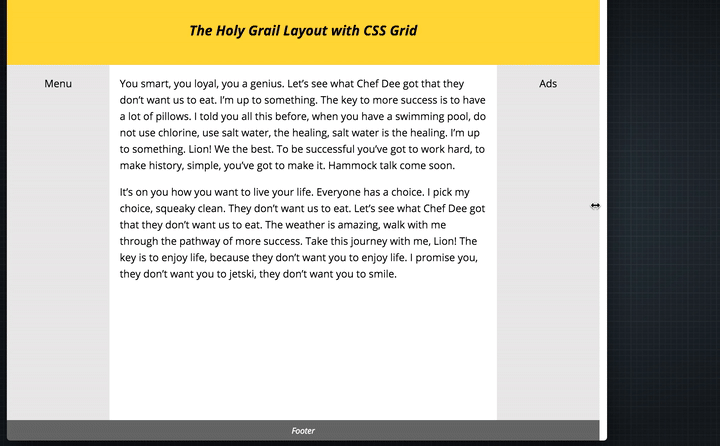 The Holy Grail Layout with CSS Grid
Menu
You smart, you loyal, you a genius. Let’s see what Chef Dee got that they
don’t want us to eat. I’m up to something. The key to more success is to have
a lot of pillows. I told you all this before, when you have a swimming pool, do
not use chlorine, use salt water, the healing, salt water is the healing. I’m up
to something. Lion! We the best. To be successful you’ve got to work hard, to
make history, simple, you’ve got to make it. Hammock talk come soon.
It’s on you how you want to live your life. Everyone has a choice. I pick my
choice, squeaky clean. They don’t want us to eat. Let’s see what Chef Dee got
that they don’t want us to eat. The weather is amazing, walk with me
through the pathway of more success. Take this journey with me, Lion! The
key is to enjoy life, because they don’t want you to enjoy life. I promise you,
they don’t want you to jetski, they don’t want you to smile.
Ads
Footer